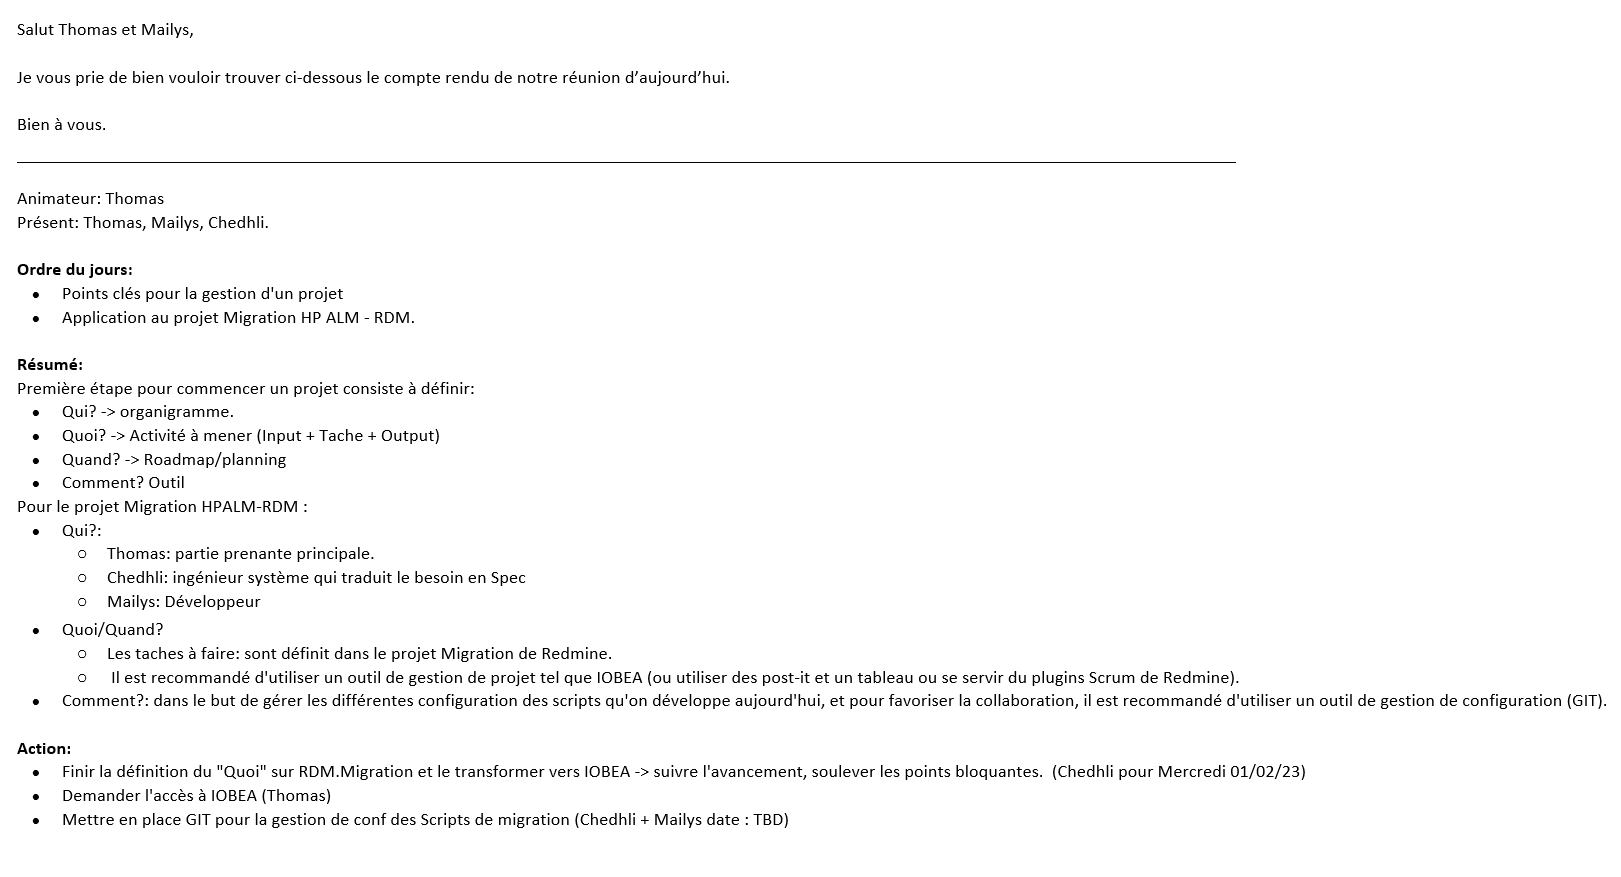 Salut Thomas et Mailys,
Je vous prie de bien vouloir trouver ci-dessous le compte rendu de notre réunion d’aujourd’hui.
Bien à vous.
Animateur: Thomas
Présent: Thomas, Mailys, Chedhli.
Ordre du jours:
• Points clés pour la gestion d'un projet
• Application au projet Migration HP ALM - RDM.
Résumé:
Première étape pour commencer un projet consiste à définir:
• Qui? -> organigramme.
• Quoi? -> Activité à mener (Input + Tache + Output)
• Quand? -> Roadmap/planning
• Comment? Outil
Pour le projet Migration HPALM-RDM :
• Qui?:
○ Thomas: partie prenante principale.
○ Chedhli: ingénieur système qui traduit le besoin en Spec
○ Mailys: Développeur
• Quoi/Quand?
○ Les taches à faire: sont définit dans le projet Migration de Redmine.
○ Il est recommandé d'utiliser un outil de gestion de projet tel que IOBEA (ou utiliser des post-it et un tableau ou se servir du plugins Scrum de Redmine).
• Comment?: dans le but de gérer les différentes configuration des scripts qu'on développe aujourd'hui, et pour favoriser la collaboration, il est recommandé d'utiliser un outil de gestion de configuration (GIT).
Action:
• Finir la définition du "Quoi" sur RDM.Migration et le transformer vers IOBEA -> suivre l'avancement, soulever les points bloquantes.  (Chedhli pour Mercredi 01/02/23)
• Demander l'accès à IOBEA (Thomas)
• Mettre en place GIT pour la gestion de conf des Scripts de migration (Chedhli + Mailys date : TBD)